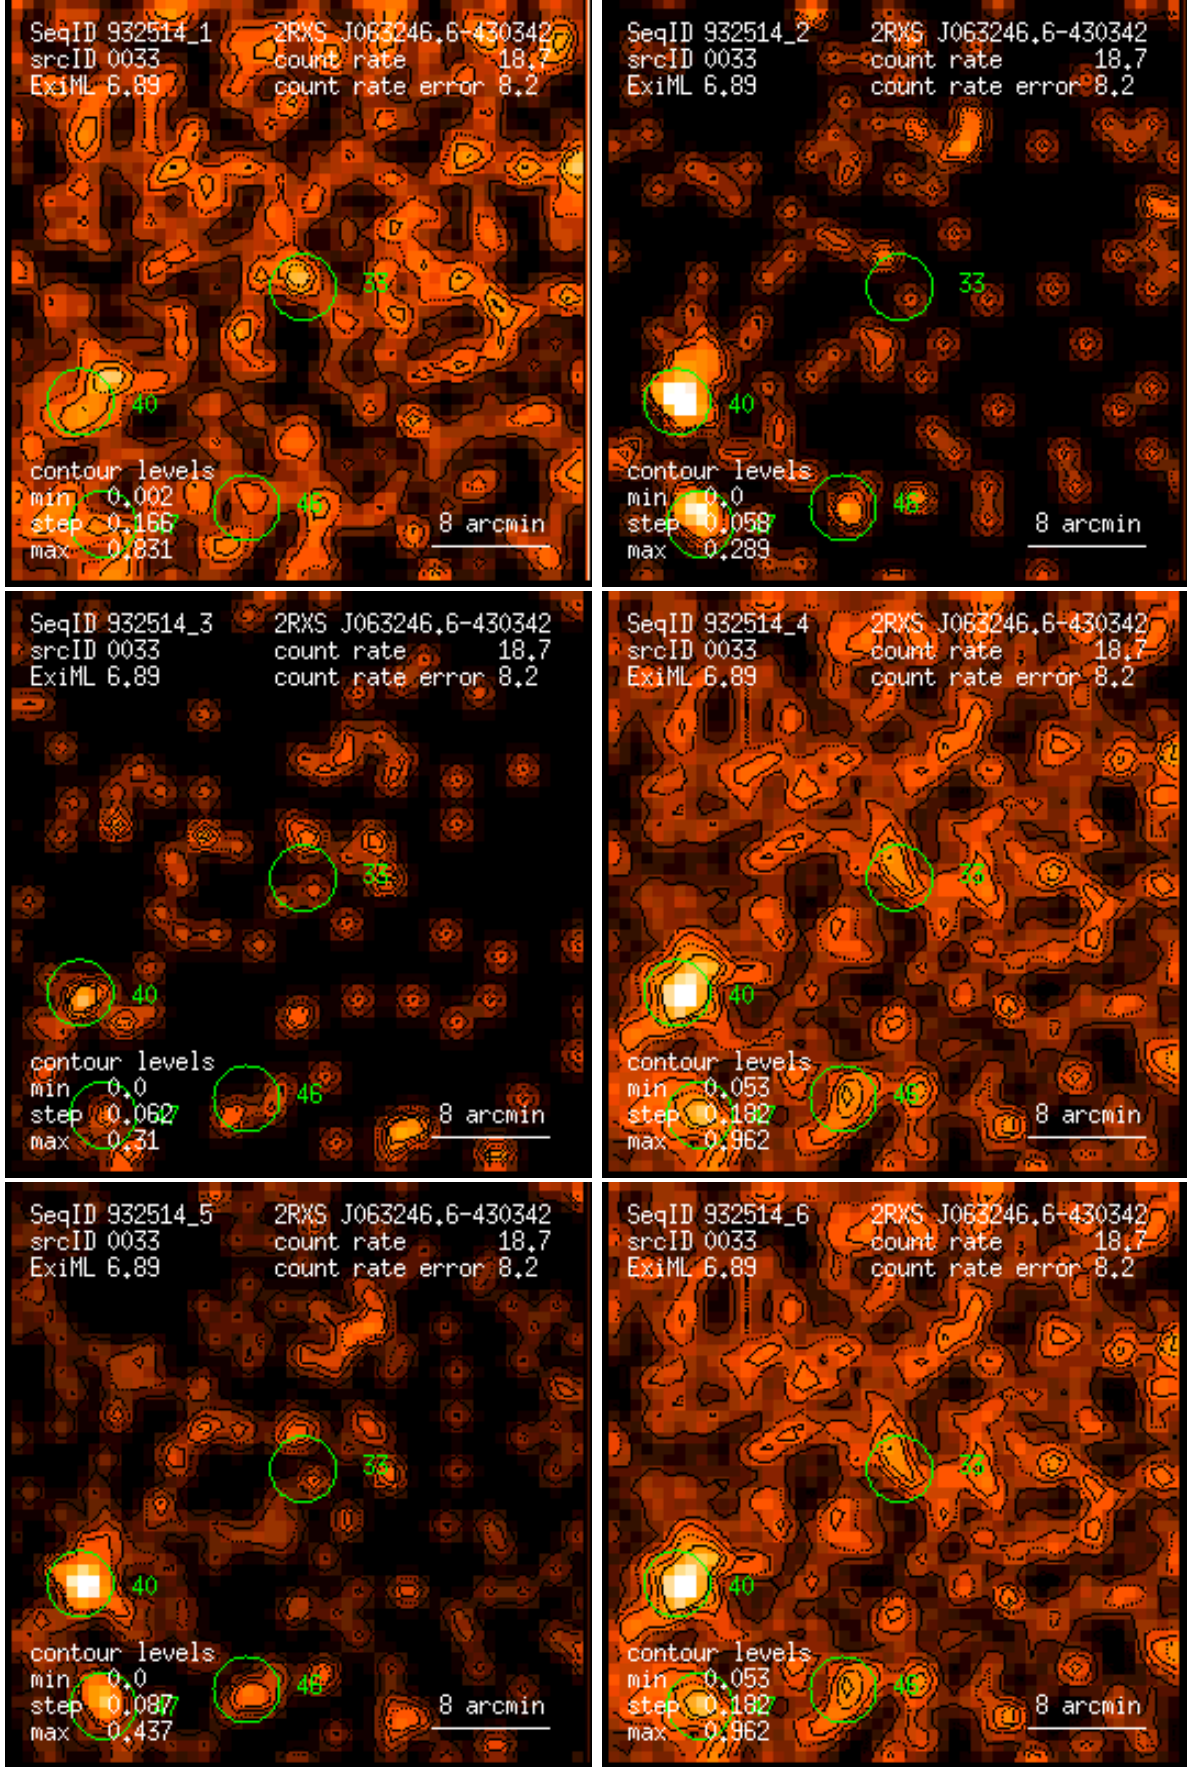 SeqID 932514_1 2RXS J063246.6-430342
srcID 0033 count rate 18.7
ExiML 6.89 count rate error 8.2
33
40
contour levels
min 0.002 46
step 0.166 47 8 arcmin
max 0.831
SeqID 932514_2 2RXS J063246.6-430342
srcID 0033 count rate 18.7
ExiML 6.89 count rate error 8.2
33
40
contour levels
min 0.0 46
step 0.058 47 8 arcmin
max 0.289
SeqID 932514_3 2RXS J063246.6-430342
srcID 0033 count rate 18.7
ExiML 6.89 count rate error 8.2
33
40
contour levels
min 0.0 46
step 0.062 47 8 arcmin
max 0.31
SeqID 932514_4 2RXS J063246.6-430342
srcID 0033 count rate 18.7
ExiML 6.89 count rate error 8.2
33
40
contour levels
min 0.053 46
step 0.182 47 8 arcmin
max 0.962
SeqID 932514_5 2RXS J063246.6-430342
srcID 0033 count rate 18.7
ExiML 6.89 count rate error 8.2
33
40
contour levels
min 0.0 46
step 0.087 47 8 arcmin
max 0.437
SeqID 932514_6 2RXS J063246.6-430342
srcID 0033 count rate 18.7
ExiML 6.89 count rate error 8.2
33
40
contour levels
min 0.053 46
step 0.182 47 8 arcmin
max 0.962